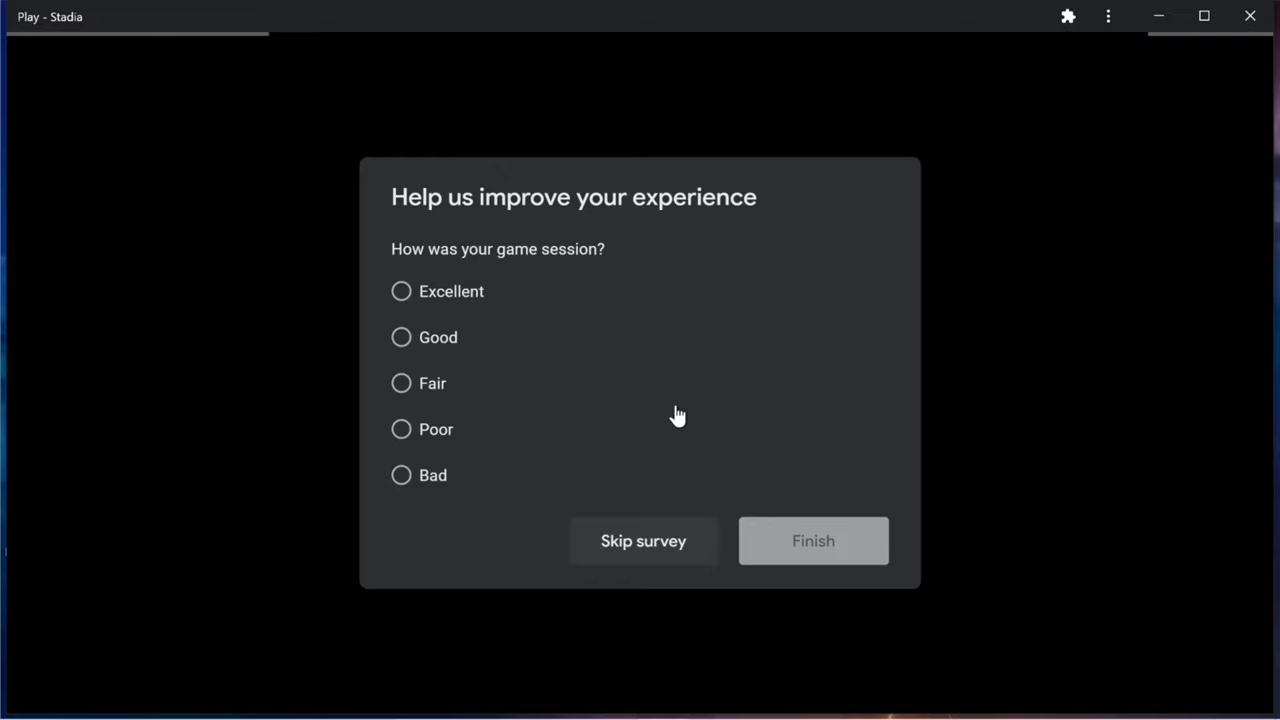 Play - Stadia
Help us improve your experience
How was your game session?
Excellent
Good
Fair
Poor
Bad
Skip survey
Finish